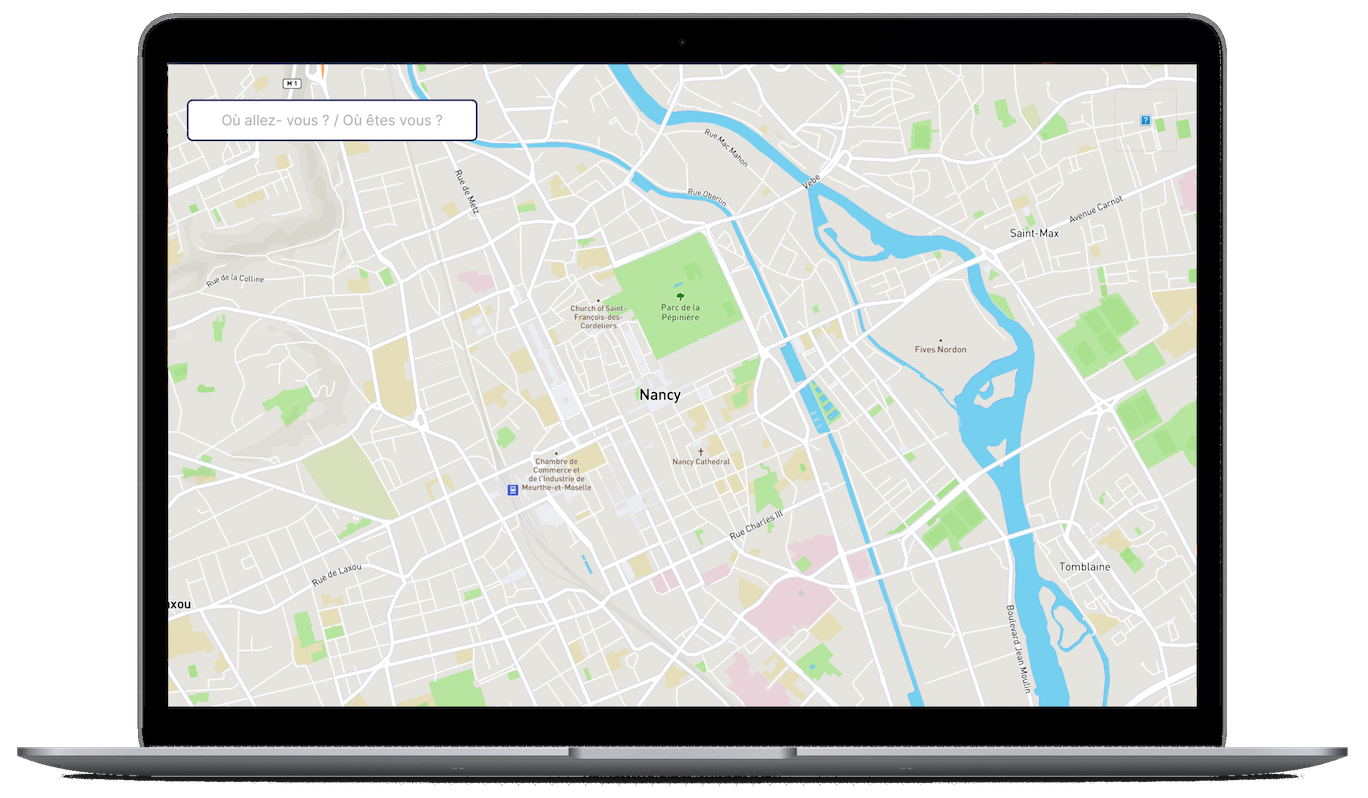 M 1
Où allez- vous ? / Où êtes vous ?
Rue Mac Mahon
Rue de Metz
Vebe
Rue Oberlin
Avenue Carnot
Saint-Max
Rue de la Colline
Church of Saint-
François-des-
Cordeliers
Parc de la
Pépinière
Fives Nordon
Nancy
Chambre de
Commerce et
de l'Industrie de
Meurthe-et-Moselle
Nancy Cathedral
Rue Charles III
Rue de Laxou
Tomblaine
xou
Boulevard Jean Moulin
?